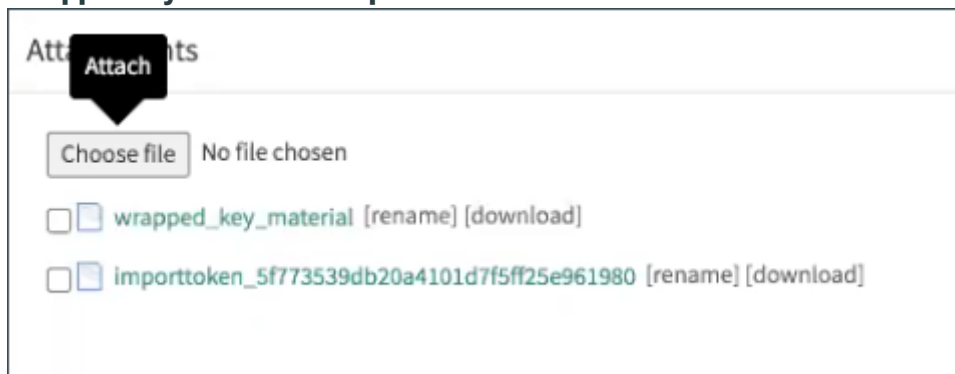 Attach
Choose file No file chosen
wrapped_key_material [rename] [download]
importtoken_5f773539db20a4101d7f5ff25e961980 [rename] [download]